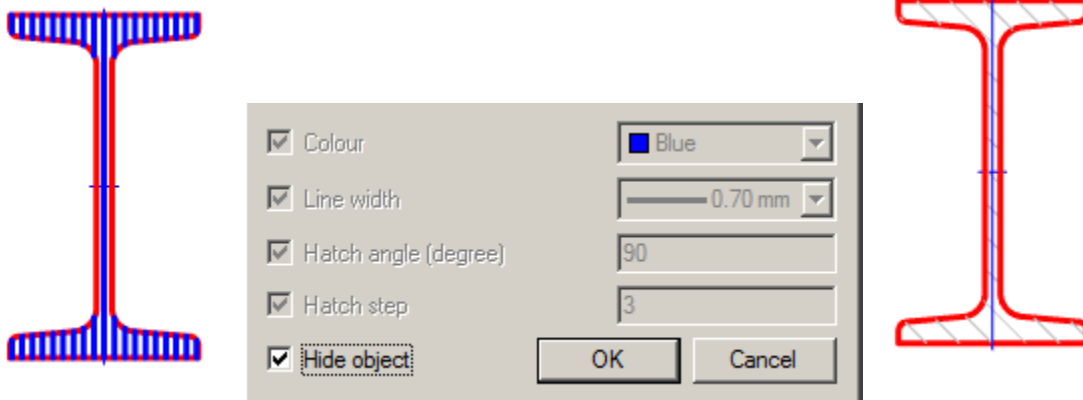 Colour Blue
Line width 0.70 mm
Hatch angle (degree) 90
Hatch step 3
Hide object OK Cancel